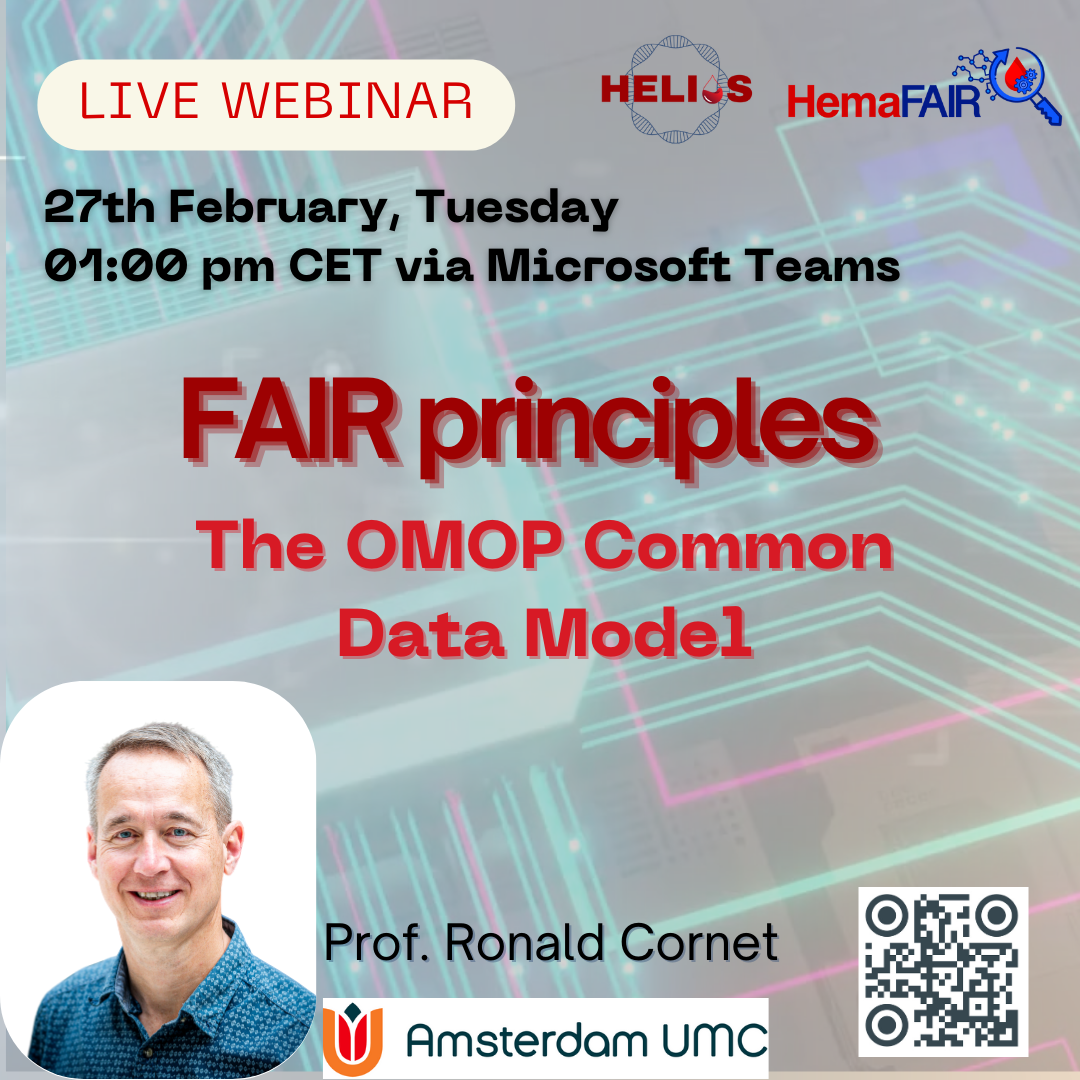 LIVE WEBINAR
HELIOS
HemaFAIR
27th February, Tuesday
01:00 pm CET via Microsoft Teams
FAIR principles
The OMOP Common
Data Model
Prof. Ronald Cornet
Amsterdam UMC